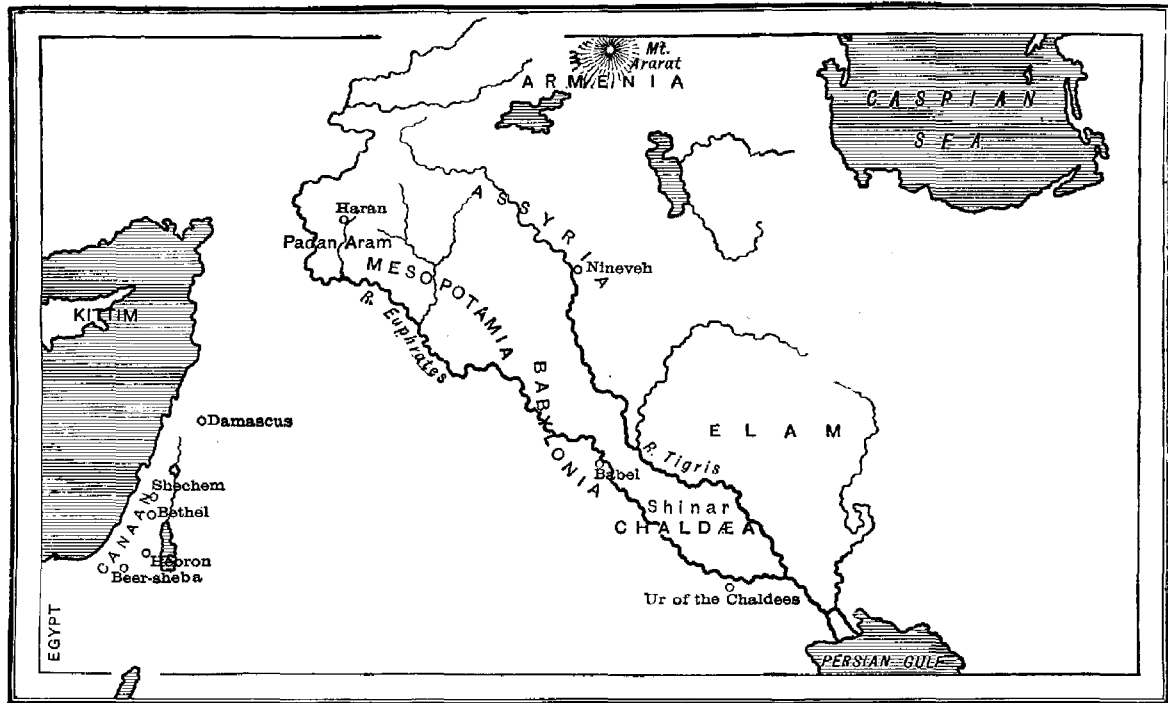 Mt.
Ararat
ARMENIA
CASPIAN
SEA
ASSYRIA
Haran
Padan Aram
MESOPOTAMIA
Nineveh
KITTIM
R. Euphrates
BABYLONIA
Damascus
ELAM
R. Tigris
Babel
Shechem
Bethel
CANAAN
Shinar
CHALDÆA
Hebron
Beer-sheba
Ur of the Chaldees
EGYPT
PERSIAN GULF